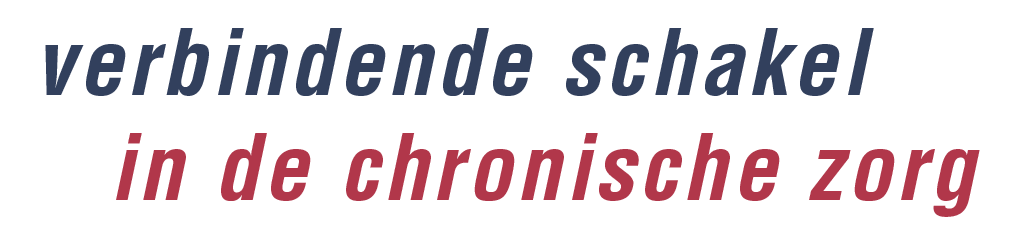 verbindende schakel
in de chronische zorg